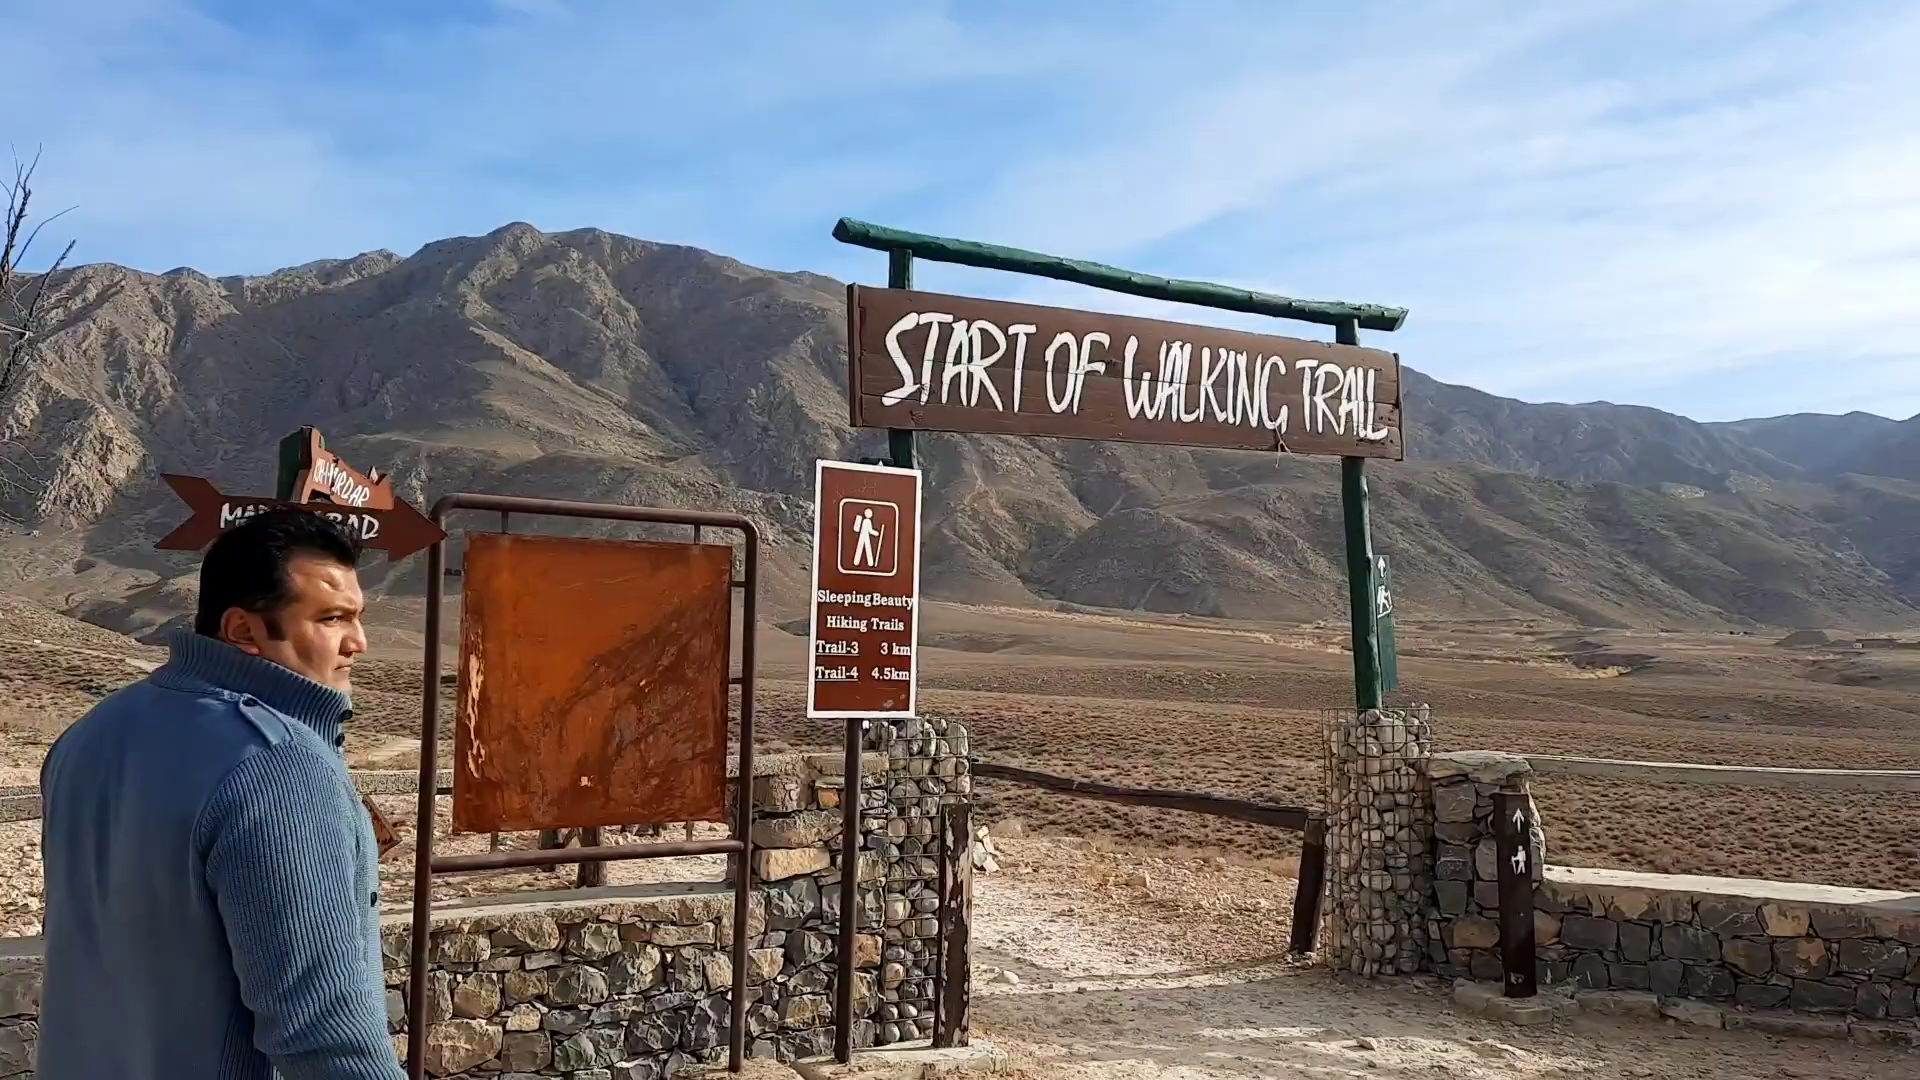 START OF WALKING TRAIL
Sleeping Beauty
Hiking Trails
Trail-3 3 km
Trail-4 4.5km